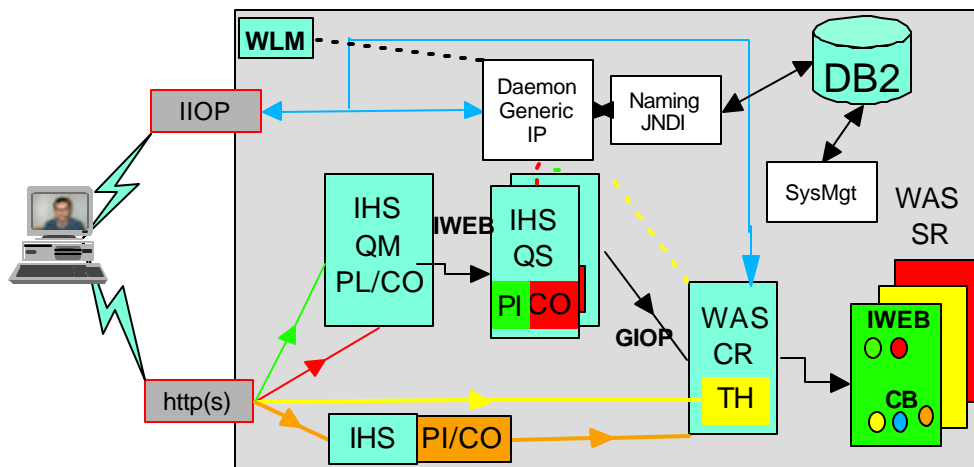 WLM
IIOP
Daemon
Generic
IP
Naming
JNDI
DB2
SysMgt
WAS
SR
IHS
QM
PL/CO
IWEB
IHS
QS
PI CO
GIOP
WAS
CR
TH
IWEB
CB
http(s)
IHS PI/CO